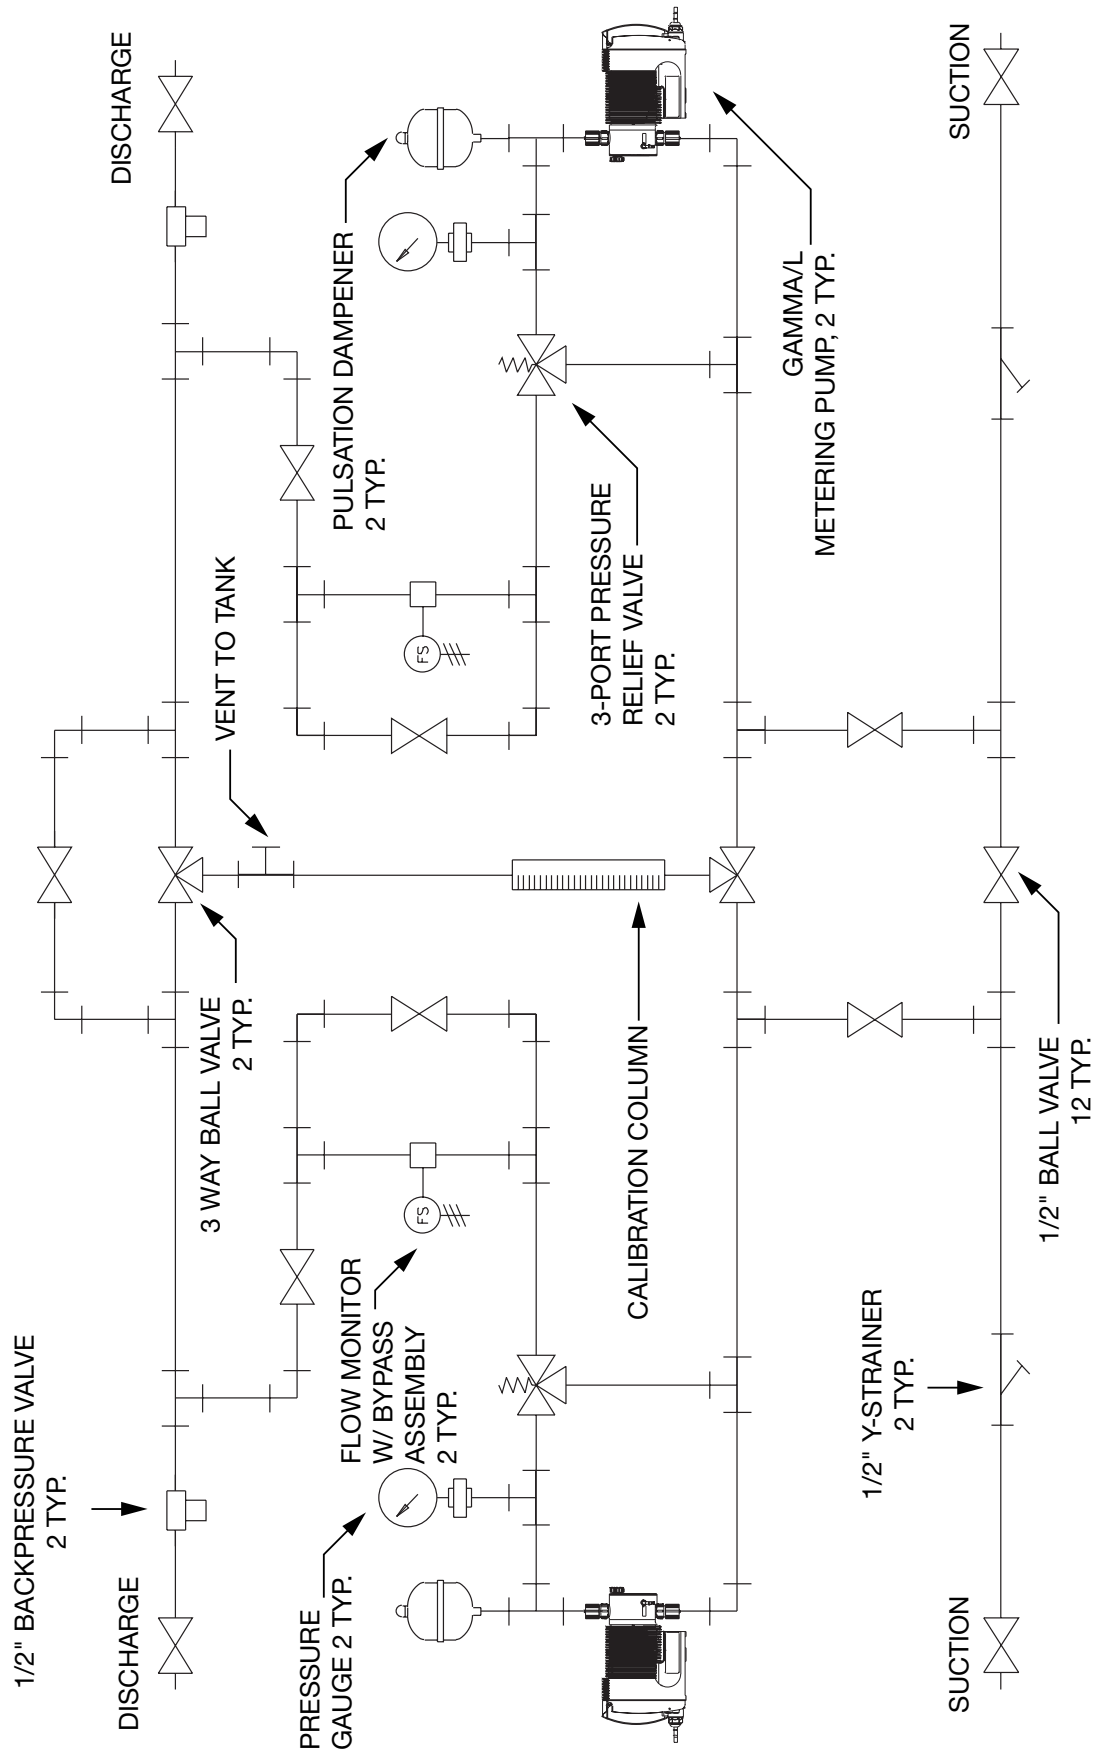 1/2" BACKPRESSURE VALVE
2 TYP.
DISCHARGE
DISCHARGE
3 WAY BALL VALVE
2 TYP.
VENT TO TANK
PRESSURE
GAUGE 2 TYP.
FLOW MONITOR
W/ BYPASS
ASSEMBLY
2 TYP.
FS
FS
PULSATION DAMPENER
2 TYP.
CALIBRATION COLUMN
3-PORT PRESSURE
RELIEF VALVE
2 TYP.
GAMMA/L
METERING PUMP, 2 TYP.
1/2" Y-STRAINER
2 TYP.
SUCTION
SUCTION
1/2" BALL VALVE
12 TYP.